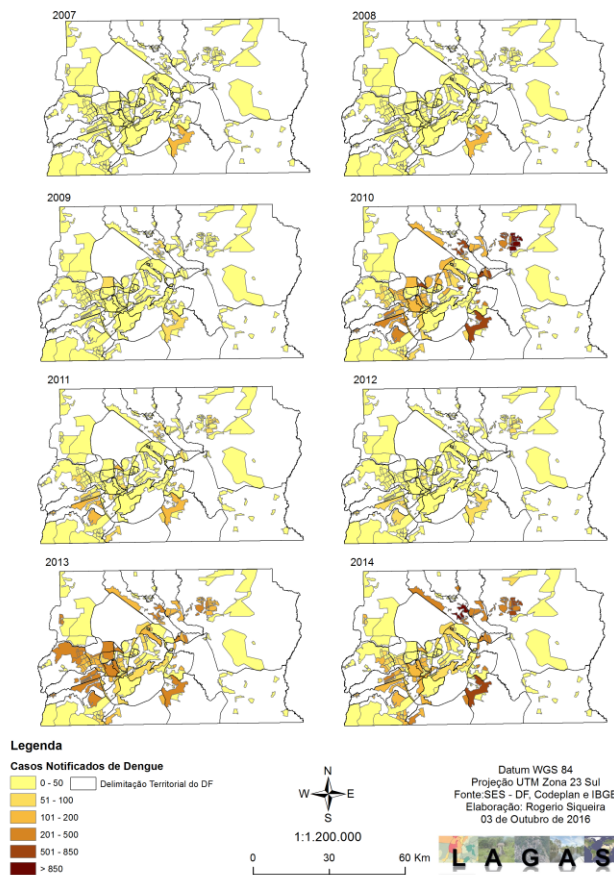 2007
2008
2009
2010
2011
2012
2013
2014
Legenda
Casos Notificados de Dengue
0 - 50
Delimitação Territorial do DF
51 - 100
101 - 200
201 - 500
501 - 850
> 850
N
W E
S
1:1.200.000
0 30 60 Km
Datum WGS 84
Projeção UTM Zona 23 Sul
Fonte:SES - DF, Codeplan e IBGE
Elaboração: Rogerio Siqueira
03 de Outubro de 2016
L A G A S